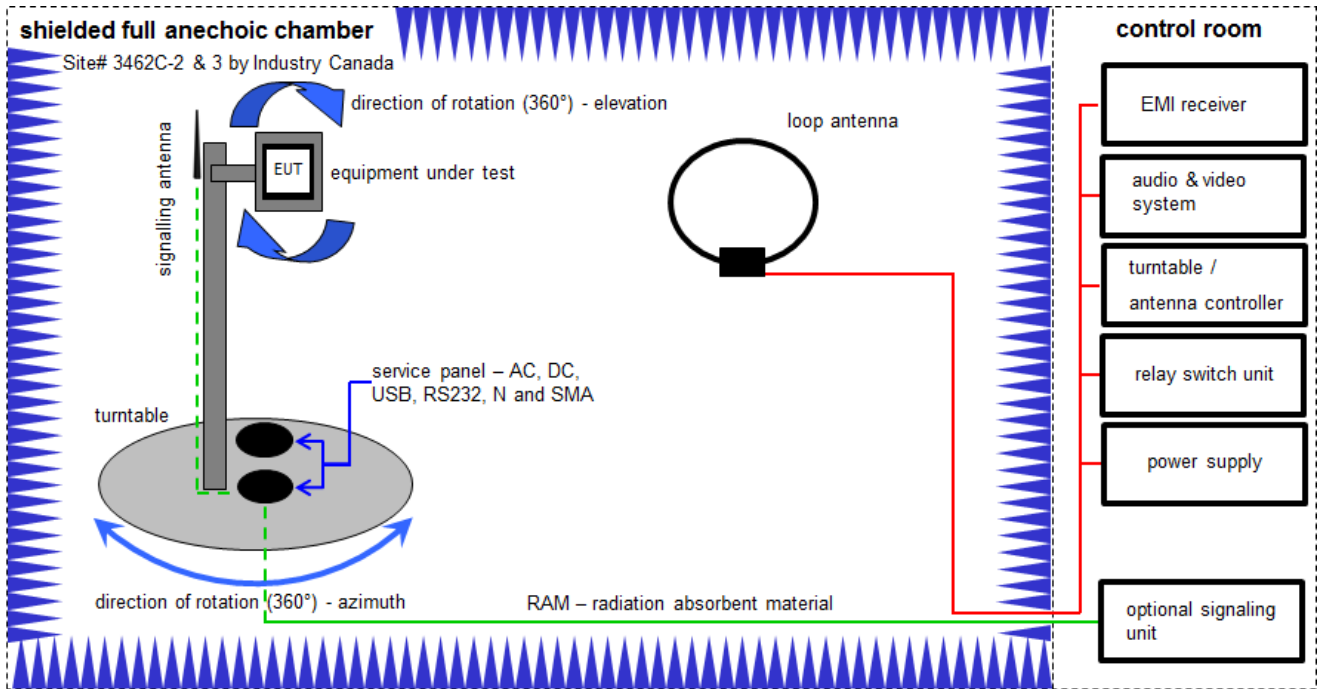 shielded full anechoic chamber
Site# 3462C-2 & 3 by Industry Canada
direction of rotation (360°) - elevation
signalling antenna
EUT
equipment under test
loop antenna
service panel – AC, DC,
USB, RS232, N and SMA
turntable
direction of rotation (360°) - azimuth
RAM – radiation absorbent material
control room
EMI receiver
audio & video
system
turntable /
antenna controller
relay switch unit
power supply
optional signaling
unit